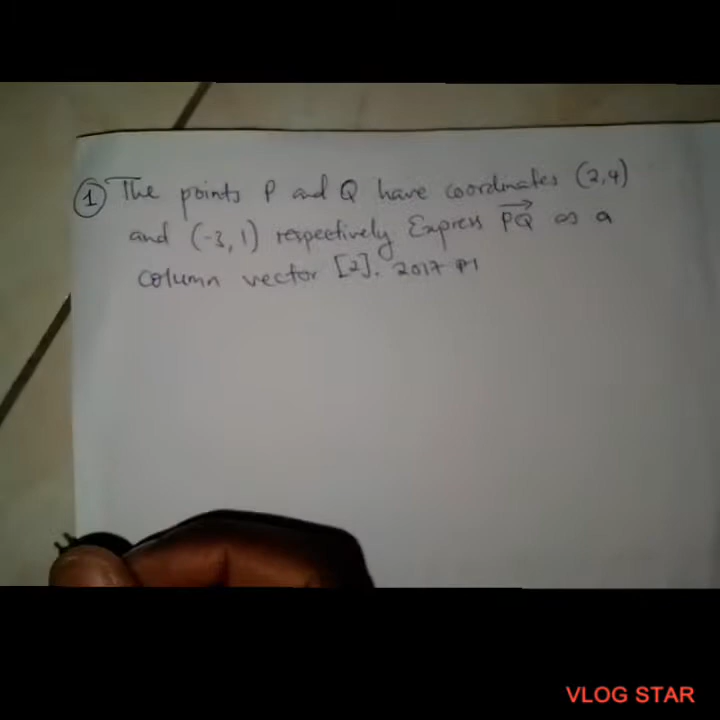 ① The points P and Q have coordinates (2,4)
and (-3, 1) respectively Express PQ as a
column vector [2]. 2017 P1
VLOG STAR